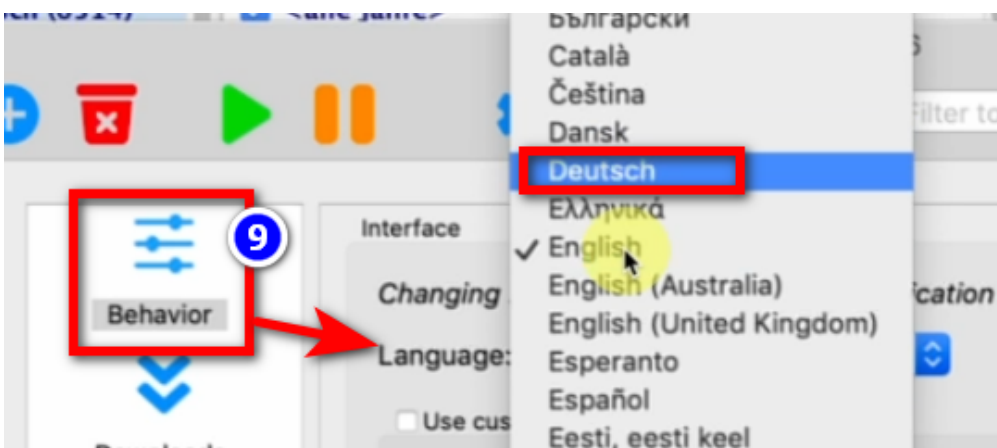 Български
Català
Čeština
Dansk
Deutsch
Ελληνικά
English
English (Australia)
English (United Kingdom)
Esperanto
Español
Eesti, eesti keel
Filter to
9
Behavior
Interface
Changing
Language:
Use cus